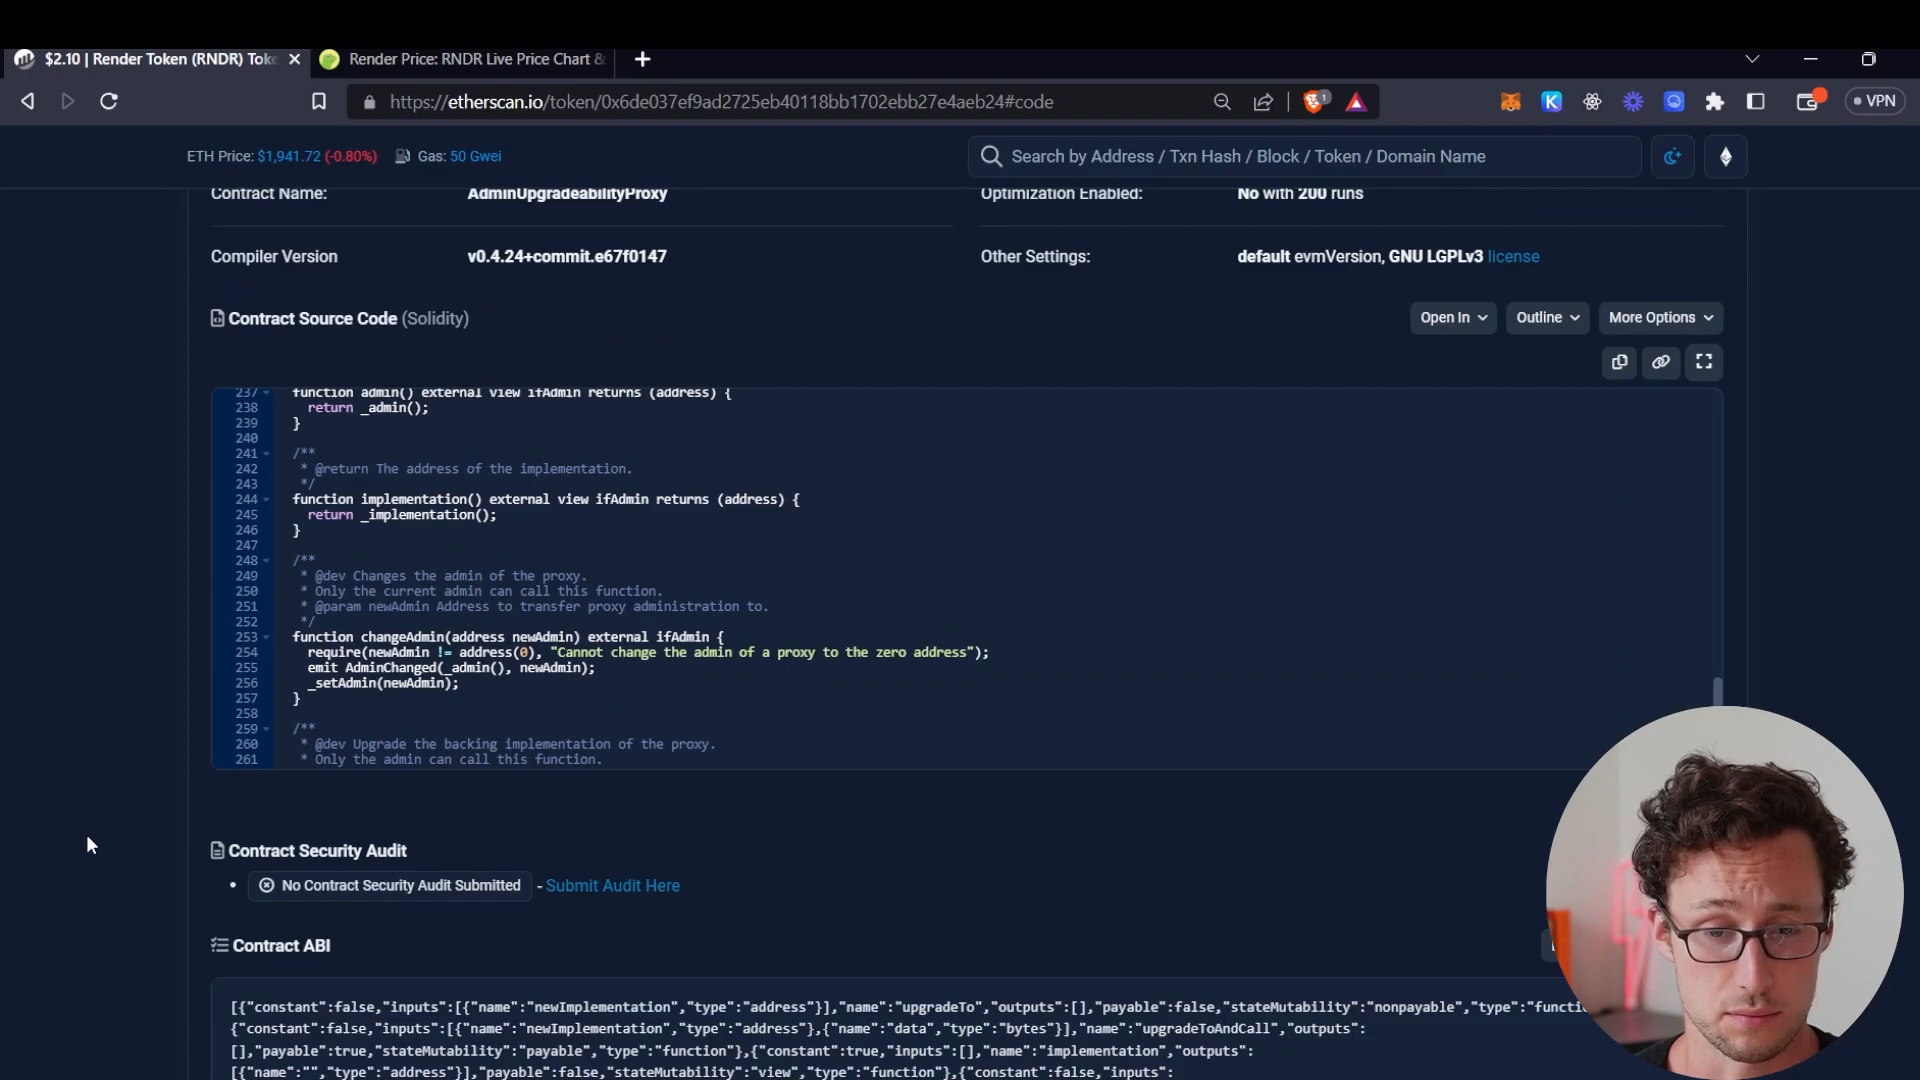 $2.10 | Render Token (RNDR) Toke
Render Price: RNDR Live Price Chart &
https://etherscan.io/token/0x6de037ef9ad2725eb40118bb1702ebb27e4aeb24#code
1
VPN
ETH Price: $1,941.72 (-0.80%) Gas: 50 Gwei
Search by Address / Txn Hash / Block / Token / Domain Name
Contract Name: AdminUpgradeabilityProxy Optimization Enabled: No with 200 runs
Compiler Version v0.4.24+commit.e67f0147 Other Settings: default evmVersion, GNU LGPLv3 license
Contract Source Code (Solidity)
Open In
Outline
More Options
237 function admin() external view ifAdmin returns (address) {
238 return _admin();
239 }
240
241 /**
242 * @return The address of the implementation.
243 */
244 function implementation() external view ifAdmin returns (address) {
245 return _implementation();
246 }
247
248 /**
249 * @dev Changes the admin of the proxy.
250 * Only the current admin can call this function.
251 * @param newAdmin Address to transfer proxy administration to.
252 */
253 function changeAdmin(address newAdmin) external ifAdmin {
254 require(newAdmin != address(0), "Cannot change the admin of a proxy to the zero address");
255 emit AdminChanged(_admin(), newAdmin);
256 _setAdmin(newAdmin);
257 }
258
259 /**
260 * @dev Upgrade the backing implementation of the proxy.
261 * Only the admin can call this function.
Contract Security Audit
• No Contract Security Audit Submitted - Submit Audit Here
Contract ABI
[{"constant":false,"inputs":[{"name":"newImplementation","type":"address"}],"name":"upgradeTo","outputs":[],"payable":false,"stateMutability":"nonpayable","type":"functio
{"constant":false,"inputs":[{"name":"newImplementation","type":"address"},{"name":"data","type":"bytes"}],"name":"upgradeToAndCall","outputs":
[],"payable":true,"stateMutability":"payable","type":"function"},{"constant":true,"inputs":[],"name":"implementation","outputs":
[{"name":"","type":"address"}],"payable":false,"stateMutability":"view","type":"function"},{"constant":false,"inputs":